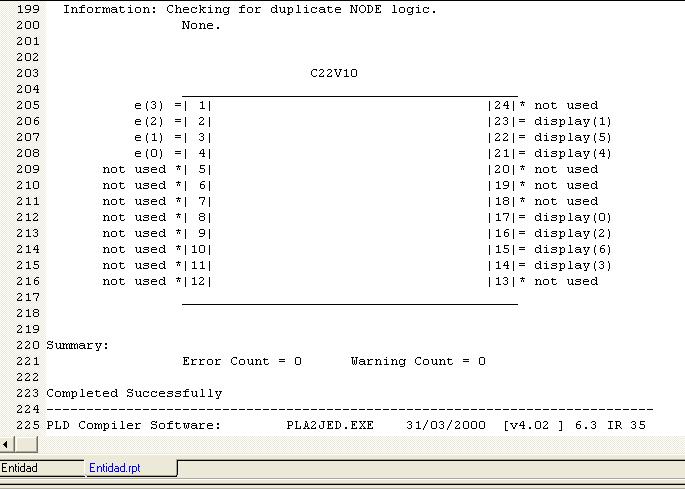 199 Information: Checking for duplicate NODE logic.
200 None.
201
202
203 C22V10
204 __________________________________________
205 e(3) =| 1| |24|* not used
206 e(2) =| 2| |23|= display(1)
207 e(1) =| 3| |22|= display(5)
208 e(0) =| 4| |21|= display(4)
209 not used *| 5| |20|* not used
210 not used *| 6| |19|* not used
211 not used *| 7| |18|* not used
212 not used *| 8| |17|= display(0)
213 not used *| 9| |16|= display(2)
214 not used *|10| |15|= display(6)
215 not used *|11| |14|= display(3)
216 not used *|12| |13|* not used
217 __________________________________________
218
219
220 Summary:
221 Error Count = 0 Warning Count = 0
222
223 Completed Successfully
224 ----------------------------------------------------------------------------
225 PLD Compiler Software: PLA2JED.EXE 31/03/2000 [v4.02 ] 6.3 IR 35
Entidad Entidad.rpt